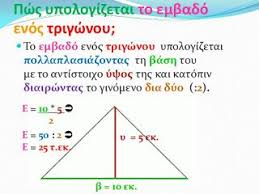 Πώς υπολογίζεται το εμβαδό
ενός τριγώνου;
Το εμβαδό ενός τριγώνου υπολογίζεται
πολλαπλασιάζοντας τη βάση του
με το αντίστοιχο ύψος της και κατόπιν
διαιρώντας το γινόμενο δια δύο (:2).
Ε = 10 * 5
2
Ε = 50 : 2
Ε = 25 τ.εκ.
υ = 5 εκ.
β = 10 εκ.